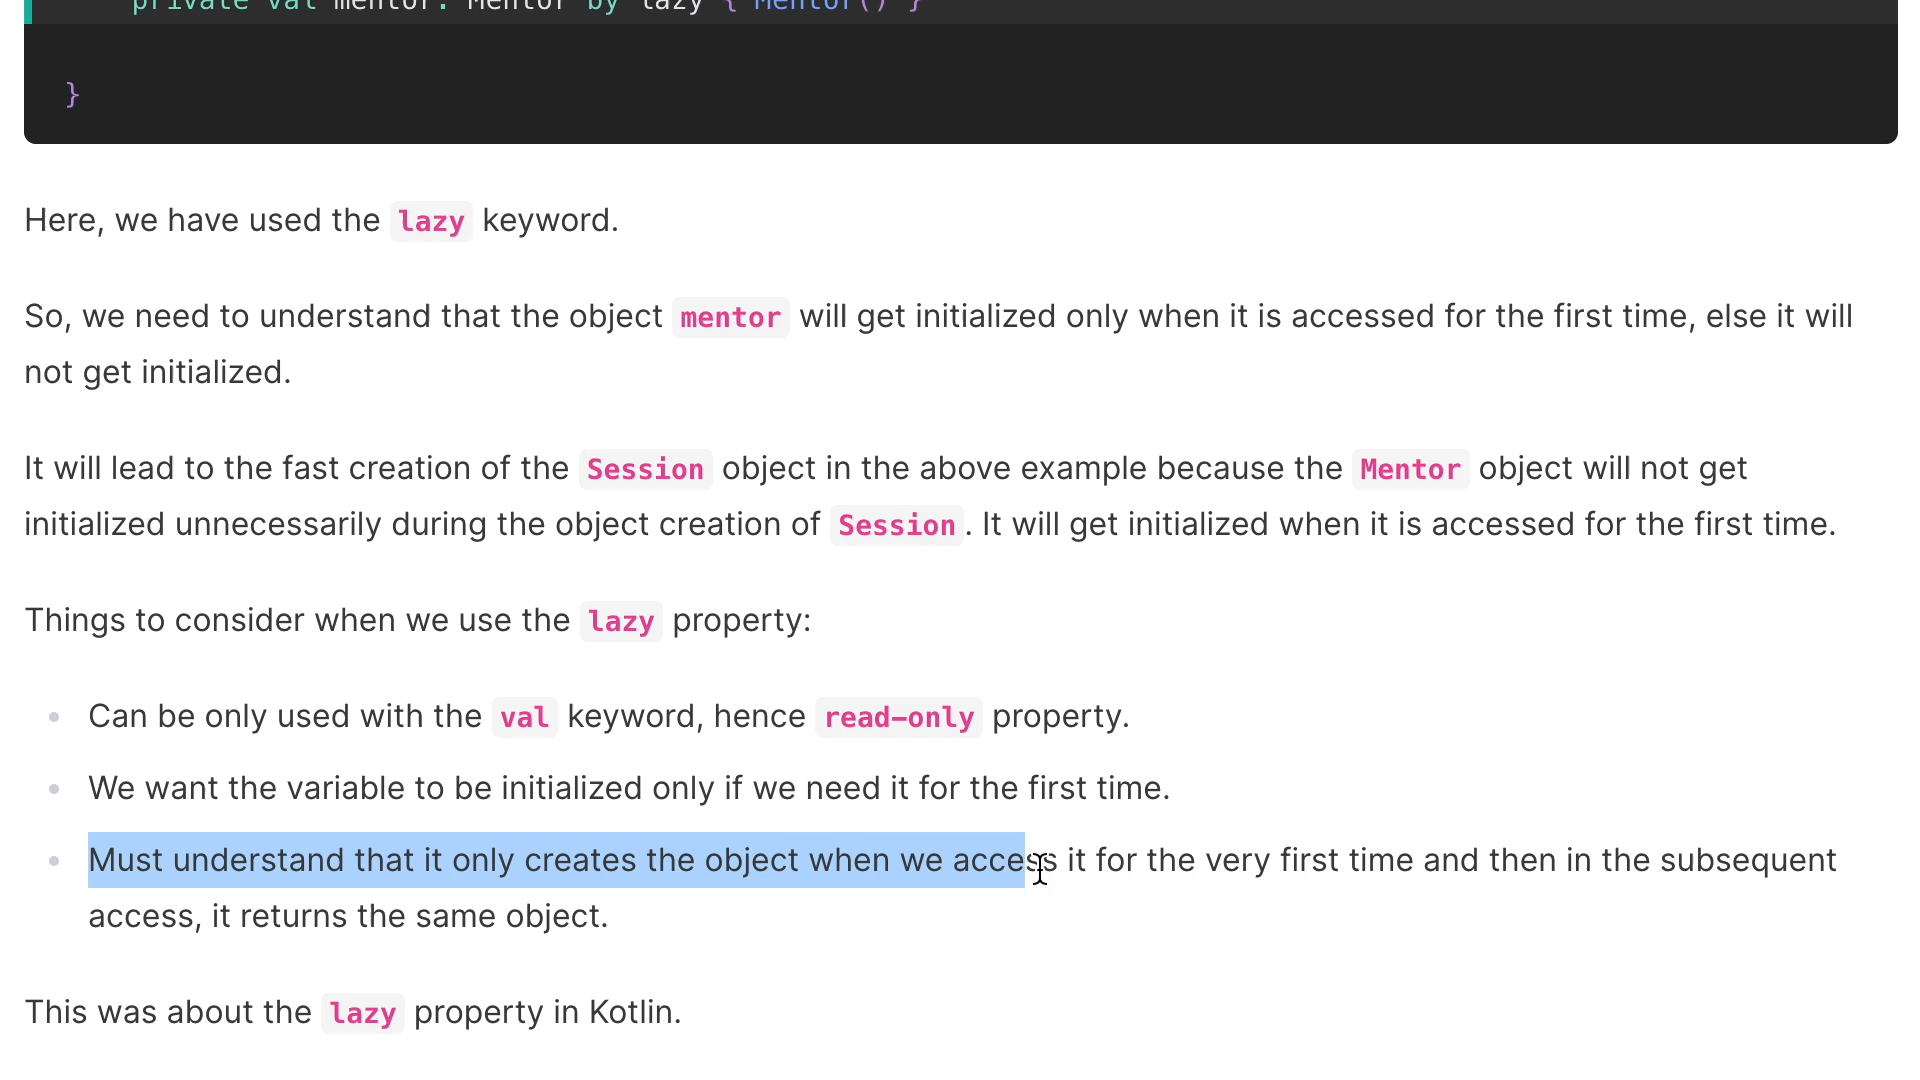 private val mentor: Mentor by lazy { Mentor() }
}
Here, we have used the lazy keyword.
So, we need to understand that the object mentor will get initialized only when it is accessed for the first time, else it will
not get initialized.
It will lead to the fast creation of the Session object in the above example because the Mentor object will not get
initialized unnecessarily during the object creation of Session. It will get initialized when it is accessed for the first time.
Things to consider when we use the lazy property:
Can be only used with the val keyword, hence read-only property.
We want the variable to be initialized only if we need it for the first time.
Must understand that it only creates the object when we access it for the very first time and then in the subsequent
access, it returns the same object.
This was about the lazy property in Kotlin.